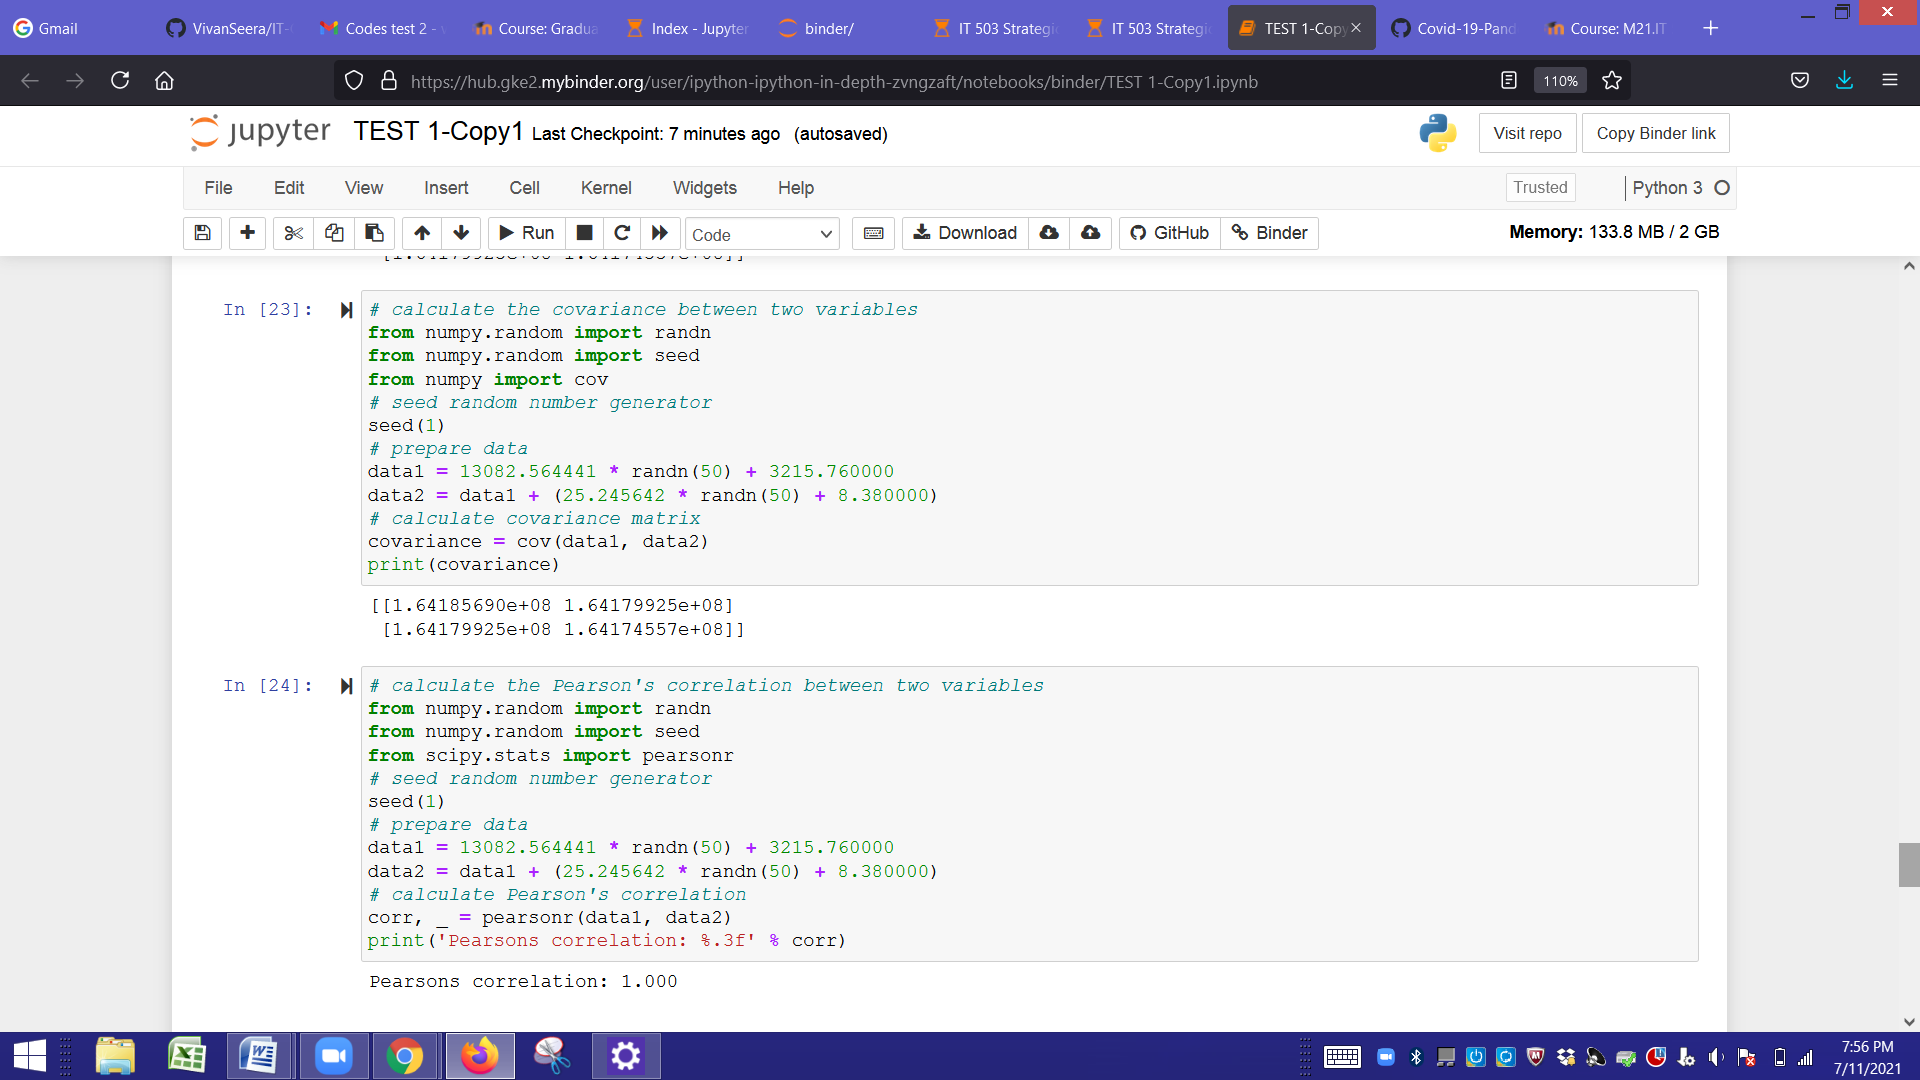 Gmail
VivanSeera/IT-
Codes test 2 -
Course: Gradua
Index - Jupyter
binder/
IT 503 Strategi
IT 503 Strategi
TEST 1-Copy
Covid-19-Pand
Course: M21.IT
https://hub.gke2.mybinder.org/user/ipython-ipython-in-depth-zvngzaft/notebooks/binder/TEST 1-Copy1.ipynb
110%
jupyter TEST 1-Copy1 Last Checkpoint: 7 minutes ago (autosaved)
Visit repo
Copy Binder link
File Edit View Insert Cell Kernel Widgets Help
Trusted
Python 3
Run
Code
Download
GitHub
Binder
Memory: 133.8 MB / 2 GB
[1.64179925e+08 1.64174557e+08]]
In [23]:
# calculate the covariance between two variables
from numpy.random import randn
from numpy.random import seed
from numpy import cov
# seed random number generator
seed(1)
# prepare data
data1 = 13082.564441 * randn(50) + 3215.760000
data2 = data1 + (25.245642 * randn(50) + 8.380000)
# calculate covariance matrix
covariance = cov(data1, data2)
print(covariance)
[[1.64185690e+08 1.64179925e+08]
[1.64179925e+08 1.64174557e+08]]
In [24]:
# calculate the Pearson's correlation between two variables
from numpy.random import randn
from numpy.random import seed
from scipy.stats import pearsonr
# seed random number generator
seed(1)
# prepare data
data1 = 13082.564441 * randn(50) + 3215.760000
data2 = data1 + (25.245642 * randn(50) + 8.380000)
# calculate Pearson's correlation
corr, _ = pearsonr(data1, data2)
print('Pearsons correlation: %.3f' % corr)
Pearsons correlation: 1.000
7:56 PM
7/11/2021